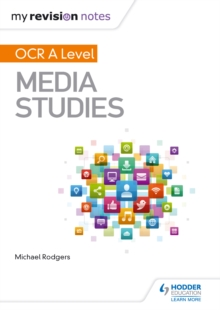 my revision notes
OCR A Level
MEDIA
STUDIES
Michael Rodgers
HODDER
EDUCATION
LEARN MORE